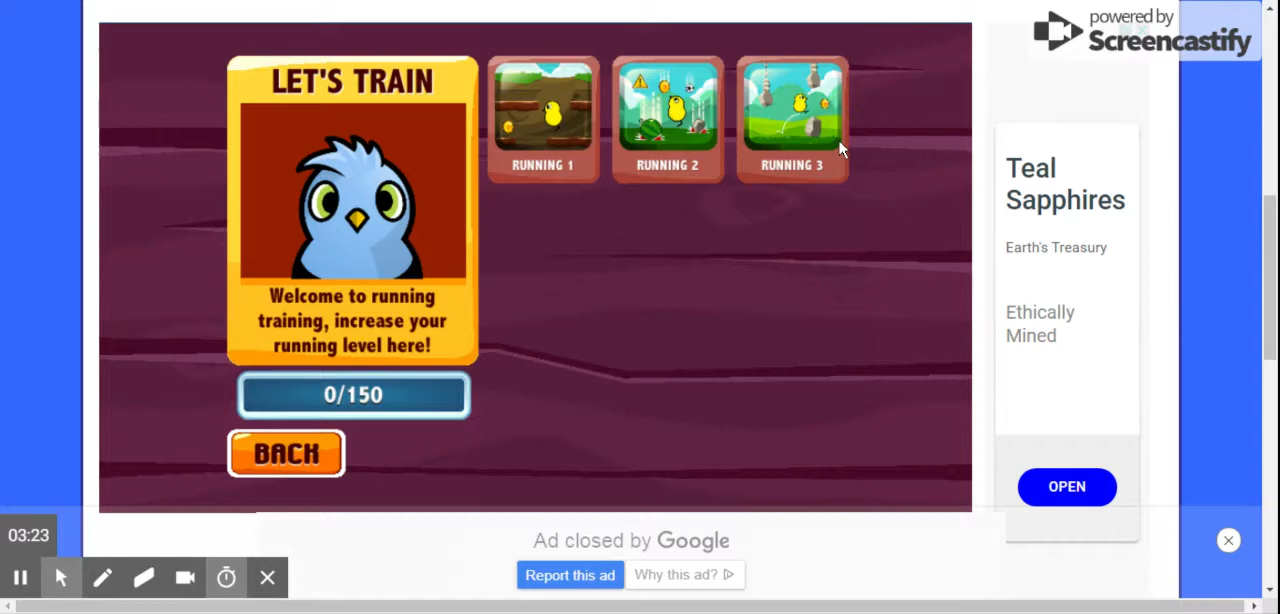 powered by
Screencastify
LET'S TRAIN
Welcome to running
training, increase your
running level here!
0/150
BACK
RUNNING 1
RUNNING 2
RUNNING 3
Teal
Sapphires
Earth's Treasury
Ethically
Mined
OPEN
Ad closed by Google
Report this ad
Why this ad?
03:23